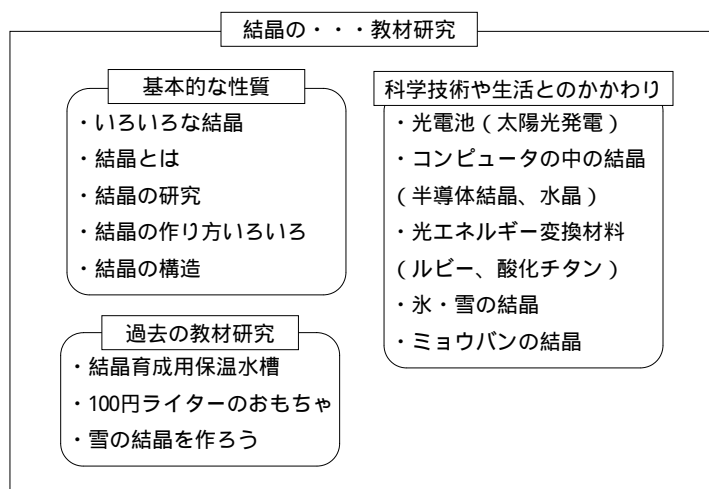 結晶の・・・教材研究
基本的な性質
・いろいろな結晶
・結晶とは
・結晶の研究
・結晶の作り方いろいろ
・結晶の構造
過去の教材研究
・結晶育成用保温水槽
・100円ライターのおもちゃ
・雪の結晶を作ろう
科学技術や生活とのかかわり
・光電池(太陽光発電)
・コンピュータの中の結晶
(半導体結晶、水晶)
・光エネルギー変換材料
(ルビー、酸化チタン)
・氷・雪の結晶
・ミョウバンの結晶